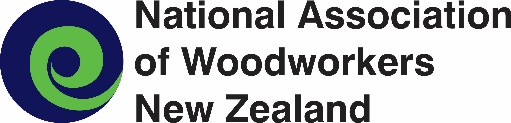 National Association
of Woodworkers
New Zealand